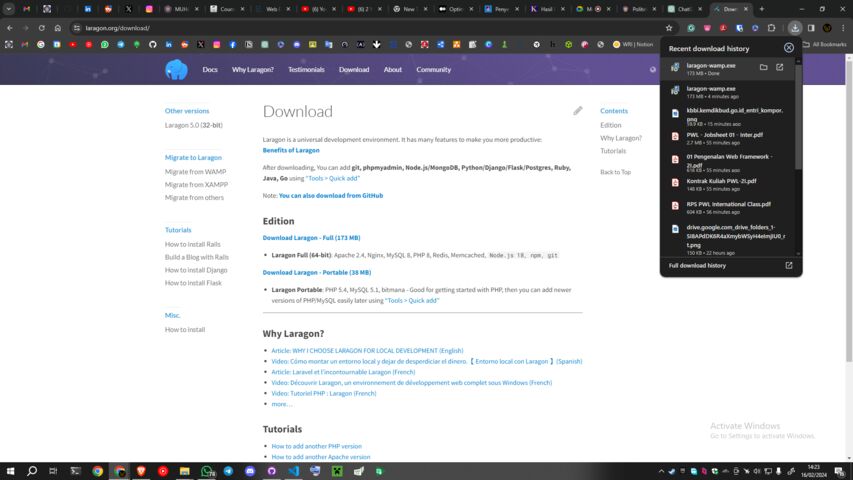 MUH
Coun
Web I
(6) Yo
(2) 1
New T
Optin
Penye
K Hasil I
M
Politek
ChatG
Down
laragon.org/download/
WRI | Notion
All Bookmarks
Docs
Why Laragon?
Testimonials
Download
About
Community
Recent download history
laragon-wamp.exe
173 MB • Done
laragon-wamp.exe
173 MB • 4 minutes ago
kbbi.kemdikbud.go.id_entri_kompor.
png
59.9 KB • 15 minutes ago
PWL - Jobsheet 01 - Inter.pdf
2.7 MB • 55 minutes ago
01 Pengenalan Web Framework -
2I.pdf
618 KB • 55 minutes ago
Kontrak Kuliah PWL-2I.pdf
148 KB • 55 minutes ago
RPS PWL International Class.pdf
604 KB • 56 minutes ago
drive.google.com_drive_folders_1-
t.png
150 KB • 22 hours ago
Full download history
Other versions
Laragon 5.0 (32-bit)
Migrate to Laragon
Migrate from WAMP
Migrate from XAMPP
Migrate from others
Tutorials
How to install Rails
Build a Blog with Rails
How to install Django
How to install Flask
Misc.
How to install
Download
Laragon is a universal development environment. It has many features to make you more productive:
Benefits of Laragon
After downloading, You can add git, phpmyadmin, Node.js/MongoDB, Python/Django/Flask/Postgres, Ruby,
Java, Go using "Tools > Quick add"
Note: You can also download from GitHub
Edition
Download Laragon - Full (173 MB)
• Laragon Full (64-bit): Apache 2.4, Nginx, MySQL 8, PHP 8, Redis, Memcached, Node.js 18, npm, git
Download Laragon - Portable (38 MB)
• Laragon Portable: PHP 5.4, MySQL 5.1, bitmana - Good for getting started with PHP, then you can add newer
versions of PHP/MySQL easily later using "Tools > Quick add"
Why Laragon?
• Article: WHY I CHOOSE LARAGON FOR LOCAL DEVELOPMENT (English)
• Video: Cómo montar un entorno local y dejar de desperdiciar el dinero.【 Entorno local con Laragon 】 (Spanish)
• Article: Laravel et l'incontournable Laragon (French)
• Video: Découvrir Laragon, un environnement de développement web complet sous Windows (French)
• Video: Tutoriel PHP : Laragon (French)
• more…
Tutorials
• How to add another PHP version
• How to add another Apache version
Contents
Edition
Why Laragon?
Tutorials
Back to Top
Activate Windows
Go to Settings to activate Windows.
14:23
16/02/2024